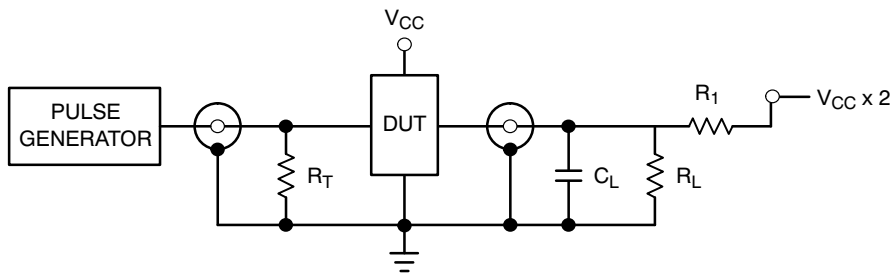 V_CC
PULSE
GENERATOR
DUT
R_T
C_L
R_L
R_1
V_CC x 2